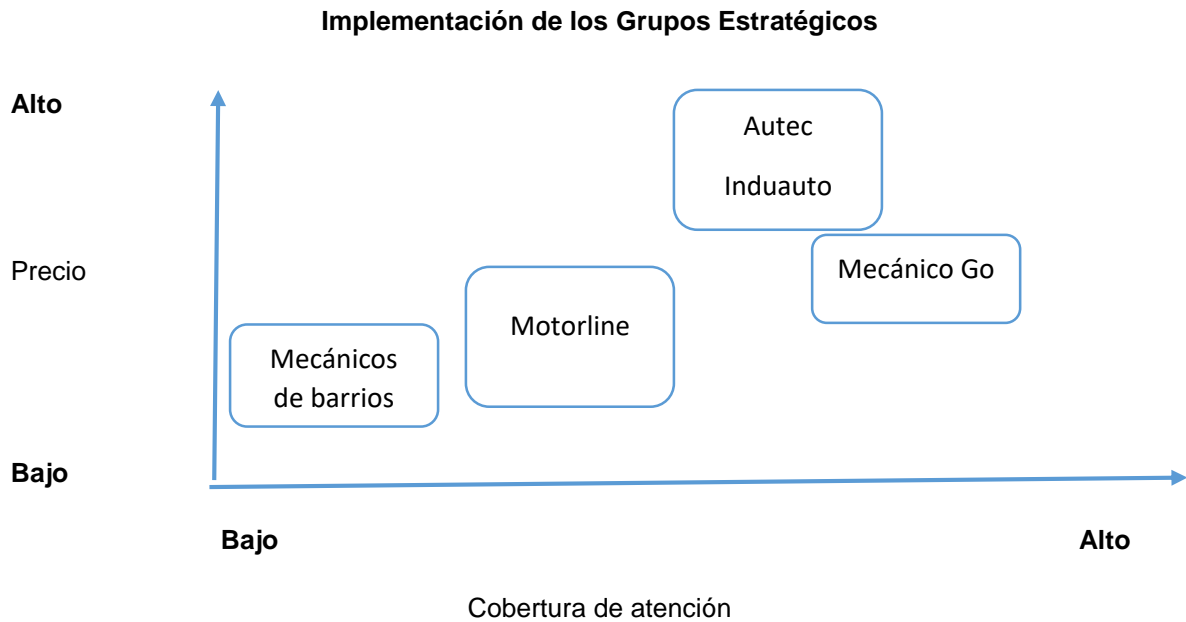 Implementación de los Grupos Estratégicos
Alto
Autec
Induauto
Precio
Mecánico Go
Motorline
Mecánicos
de barrios
Bajo
Bajo
Alto
Cobertura de atención